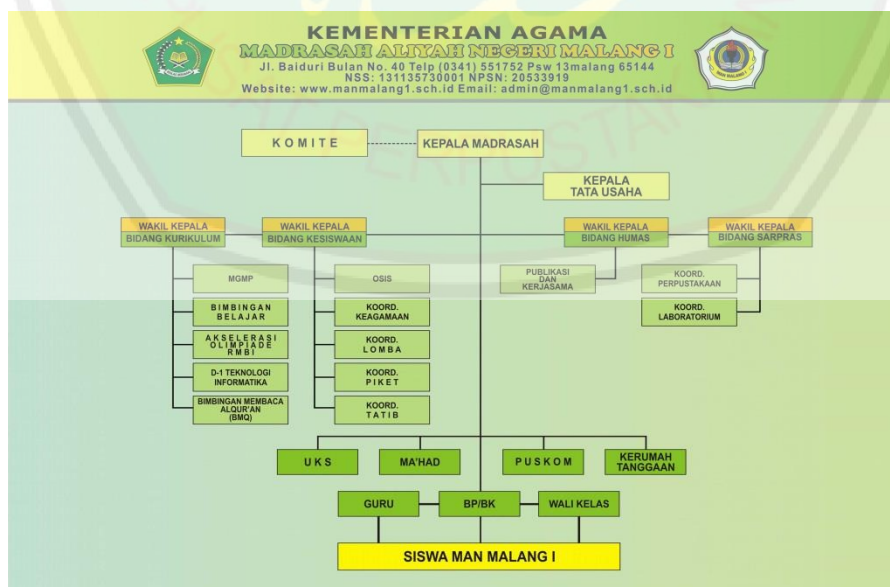 KEMENTERIAN AGAMA
MADRASAH ALIYAH NEGERI MALANG I
Jl. Baiduri Bulan No. 40 Telp (0341) 551752 Psw 13malang 65144
NSS: 131135730001 NPSN: 20533919
Website: www.manmalang1.sch.id Email: admin@manmalang1.sch.id
MAN MALANG I
KOMITE
KEPALA MADRASAH
KEPALA
TATA USAHA
WAKIL KEPALA
BIDANG KURIKULUM
WAKIL KEPALA
BIDANG KESISWAAN
WAKIL KEPALA
BIDANG HUMAS
WAKIL KEPALA
BIDANG SARPRAS
MGMP
BIMBINGAN
BELAJAR
AKSELERASI
OLIMPIADE
RMBI
D-1 TEKNOLOGI
INFORMATIKA
BIMBINGAN MEMBACA
ALQUR'AN
(BMQ)
OSIS
KOORD.
KEAGAMAAN
KOORD.
LOMBA
KOORD.
PIKET
KOORD.
TATIB
PUBLIKASI
DAN
KERJASAMA
KOORD.
PERPUSTAKAAN
KOORD.
LABORATORIUM
UKS
MA'HAD
PUSKOM
KERUMAH
TANGGAAN
GURU
BP/BK
WALI KELAS
SISWA MAN MALANG I